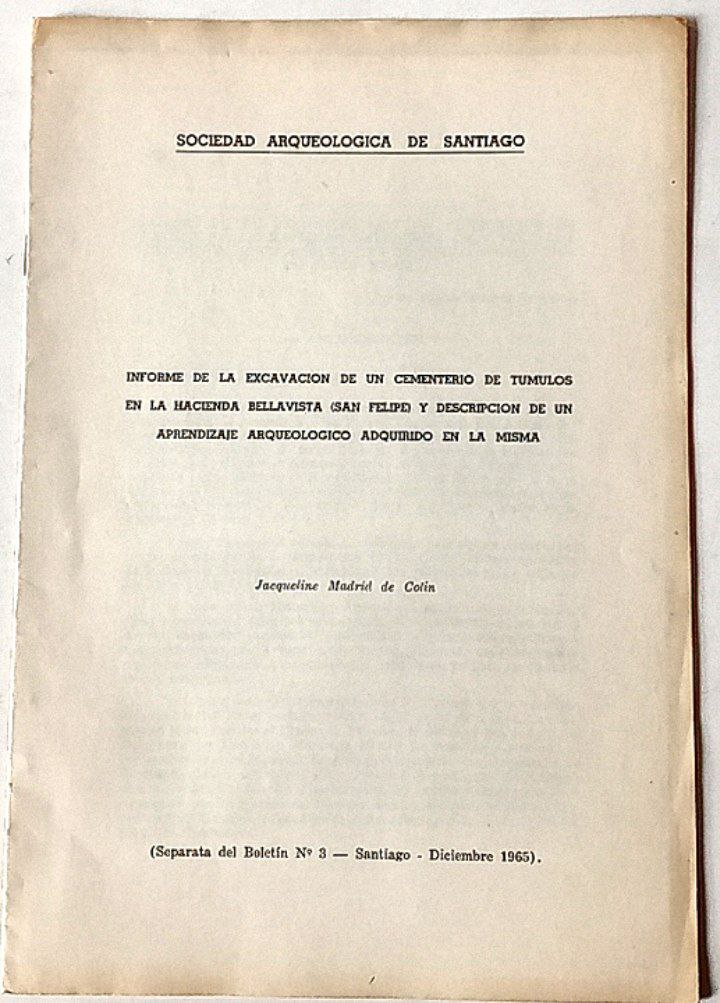 SOCIEDAD ARQUEOLOGICA DE SANTIAGO
INFORME DE LA EXCAVACION DE UN CEMENTERIO DE TUMULOS
EN LA HACIENDA BELLAVISTA (SAN FELIPE) Y DESCRIPCION DE UN
APRENDIZAJE ARQUEOLOGICO ADQUIRIDO EN LA MISMA
Jacqueline Madrid de Colin
(Separata del Boletín Nº 3 — Santiago - Diciembre 1965).